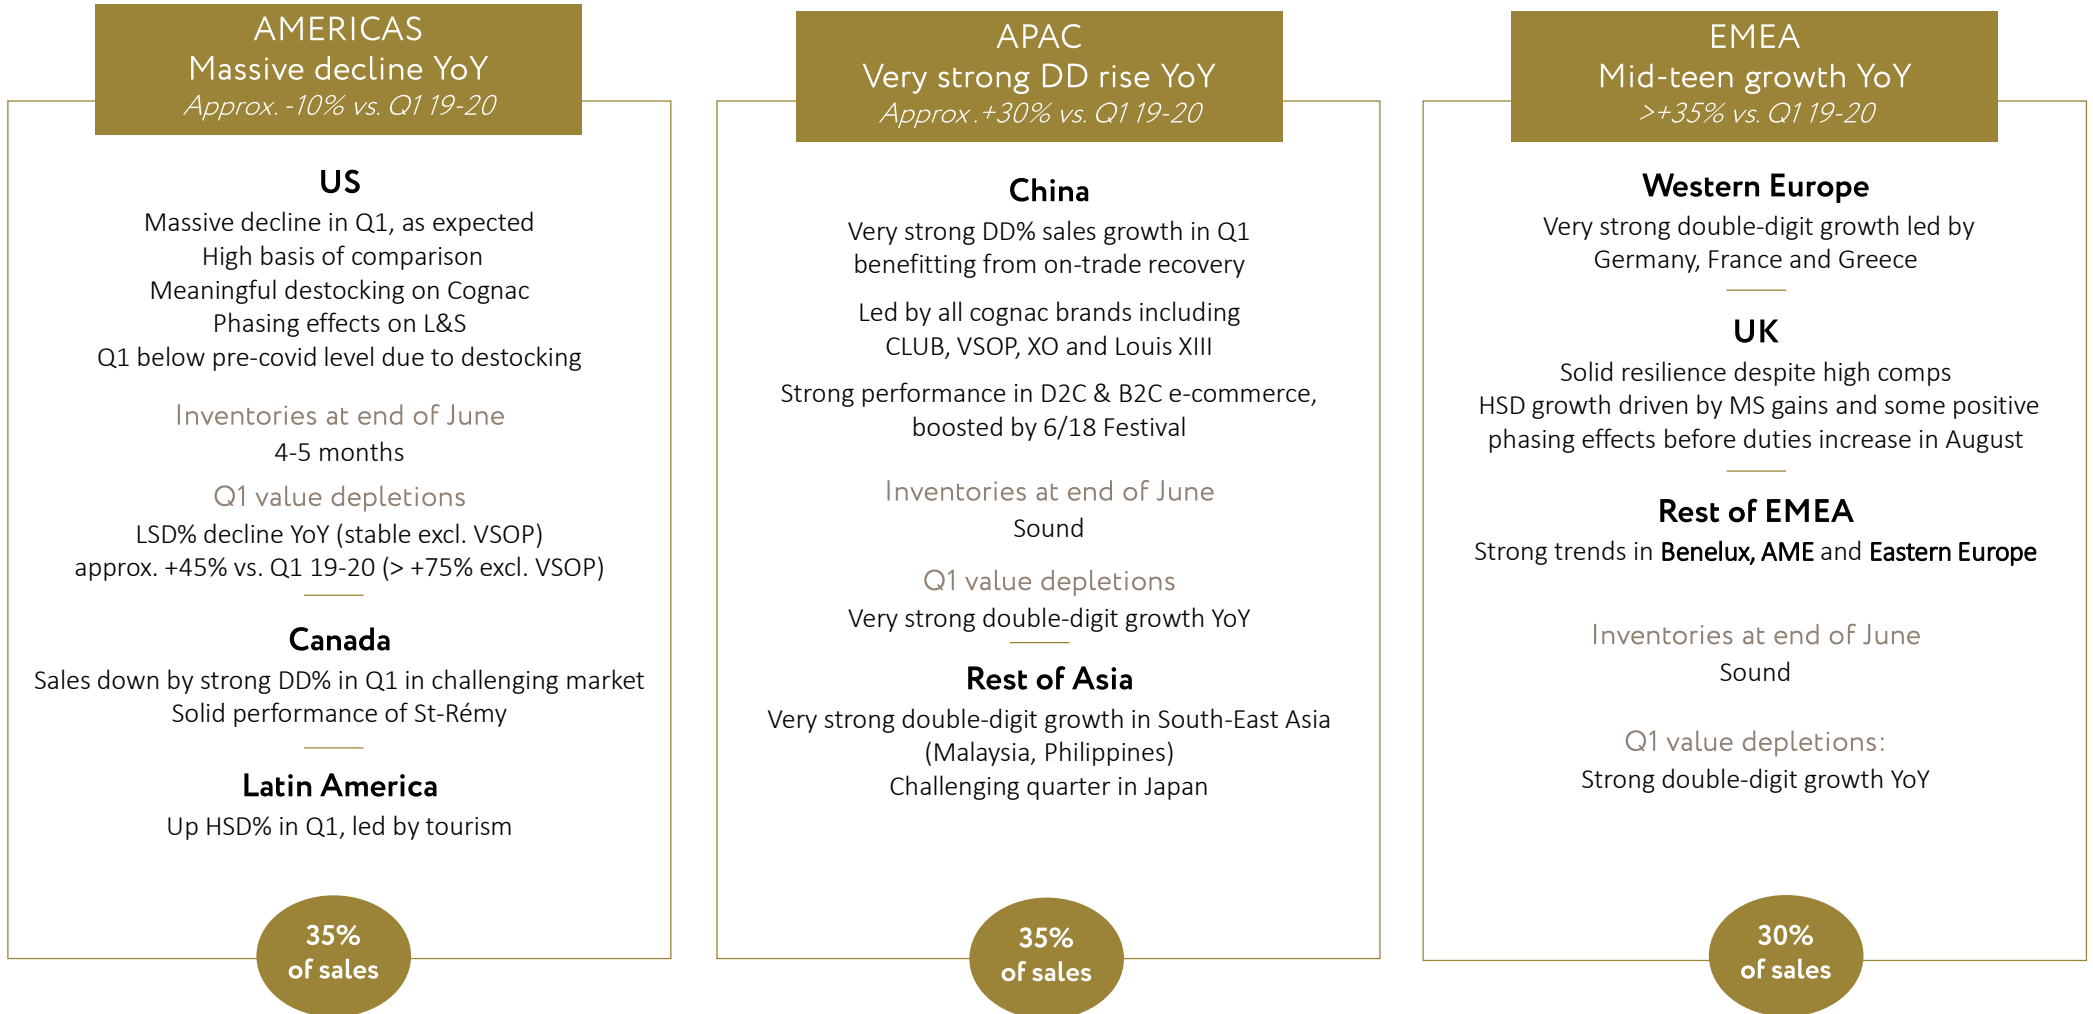 AMERICAS
Massive decline YoY
Approx. -10% vs. Q1 19-20
US
Massive decline in Q1, as expected
High basis of comparison
Meaningful destocking on Cognac
Phasing effects on L&S
Q1 below pre-covid level due to destocking
Inventories at end of June
4-5 months
Q1 value depletions
LSD% decline YoY (stable excl. VSOP)
approx. +45% vs. Q1 19-20 (> +75% excl. VSOP)
Canada
Sales down by strong DD% in Q1 in challenging market
Solid performance of St-Rémy
Latin America
Up HSD% in Q1, led by tourism
35%
of sales
APAC
Very strong DD rise YoY
Approx .+30% vs. Q1 19-20
China
Very strong DD% sales growth in Q1
benefitting from on-trade recovery
Led by all cognac brands including
CLUB, VSOP, XO and Louis XIII
Strong performance in D2C & B2C e-commerce,
boosted by 6/18 Festival
Inventories at end of June
Sound
Q1 value depletions
Very strong double-digit growth YoY
Rest of Asia
Very strong double-digit growth in South-East Asia
(Malaysia, Philippines)
Challenging quarter in Japan
35%
of sales
EMEA
Mid-teen growth YoY
>+35% vs. Q1 19-20
Western Europe
Very strong double-digit growth led by
Germany, France and Greece
UK
Solid resilience despite high comps
HSD growth driven by MS gains and some positive
phasing effects before duties increase in August
Rest of EMEA
Strong trends in Benelux, AME and Eastern Europe
Inventories at end of June
Sound
Q1 value depletions:
Strong double-digit growth YoY
30%
of sales